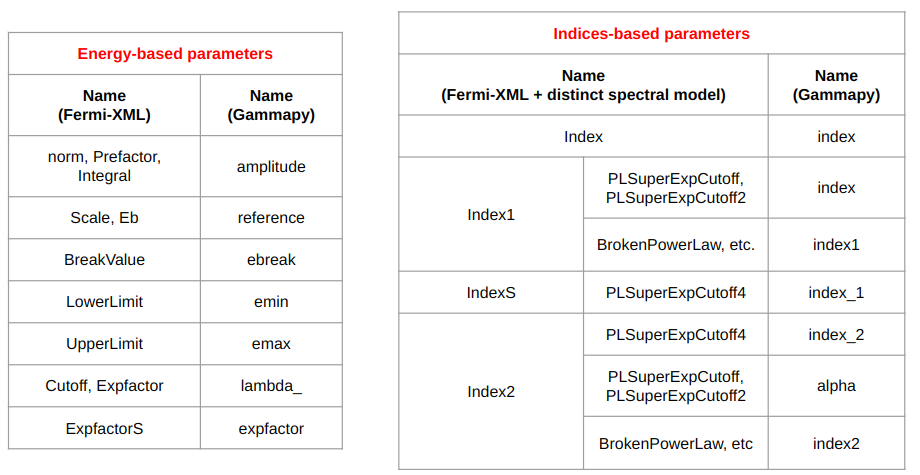 Energy-based parameters
Name
(Fermi-XML)
Name
(Gammapy)
norm, Prefactor,
Integral
amplitude
Scale, Eb
reference
BreakValue
ebreak
LowerLimit
emin
UpperLimit
emax
Cutoff, Expfactor
lambda_
ExpfactorS
expfactor
Indices-based parameters
Name
(Fermi-XML + distinct spectral model)
Name
(Gammapy)
Index
index
Index1
PLSuperExpCutoff,
PLSuperExpCutoff2
index
BrokenPowerLaw, etc.
index1
IndexS
PLSuperExpCutoff4
index_1
Index2
PLSuperExpCutoff4
index_2
PLSuperExpCutoff,
PLSuperExpCutoff2
alpha
BrokenPowerLaw, etc
index2